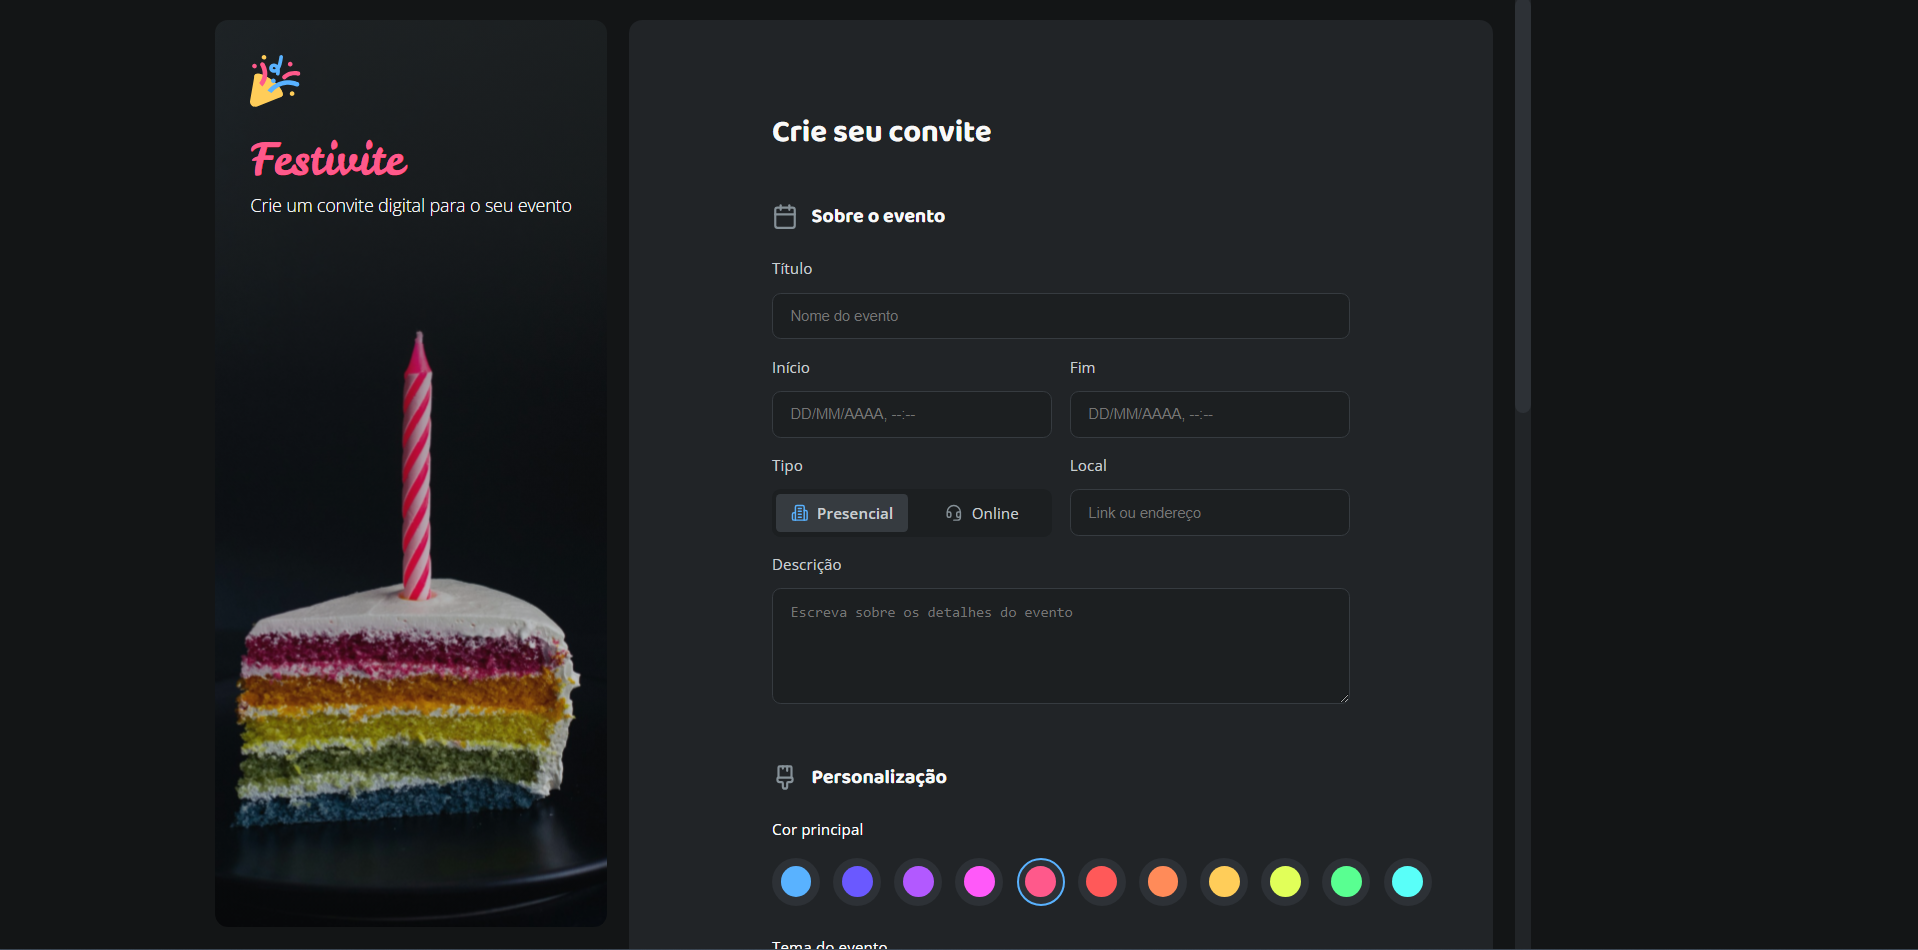 Festivite
Crie um convite digital para o seu evento
Crie seu convite
Sobre o evento
Título
Nome do evento
Início
Fim
DD/MM/AAAA, --:--
DD/MM/AAAA, --:--
Tipo
Local
Presencial
Online
Link ou endereço
Descrição
Escreva sobre os detalhes do evento
Personalização
Cor principal
Tema do evento